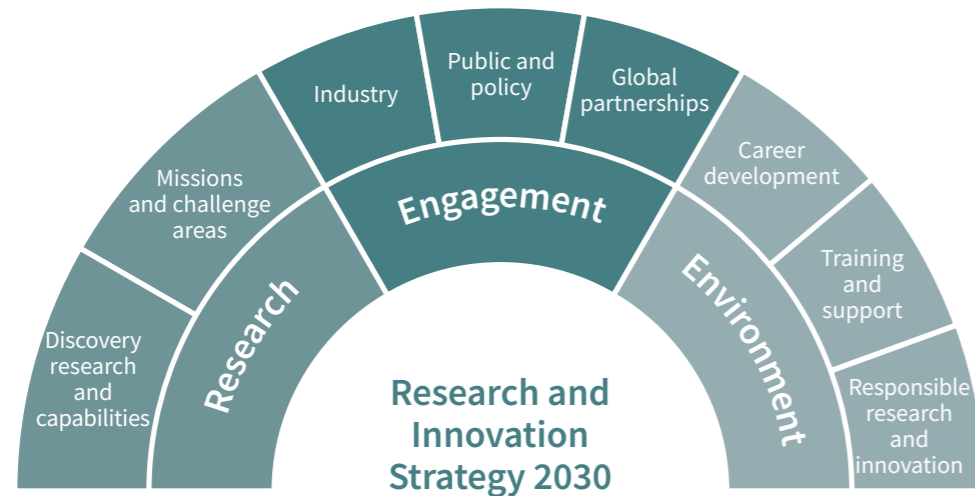 Discovery
research
and
capabilities
Missions
and challenge
areas
Research
Industry
Public and
policy
Global
partnerships
Engagement
Career
development
Training
and
support
Responsible
research
and
innovation
Environment
Research and
Innovation
Strategy 2030